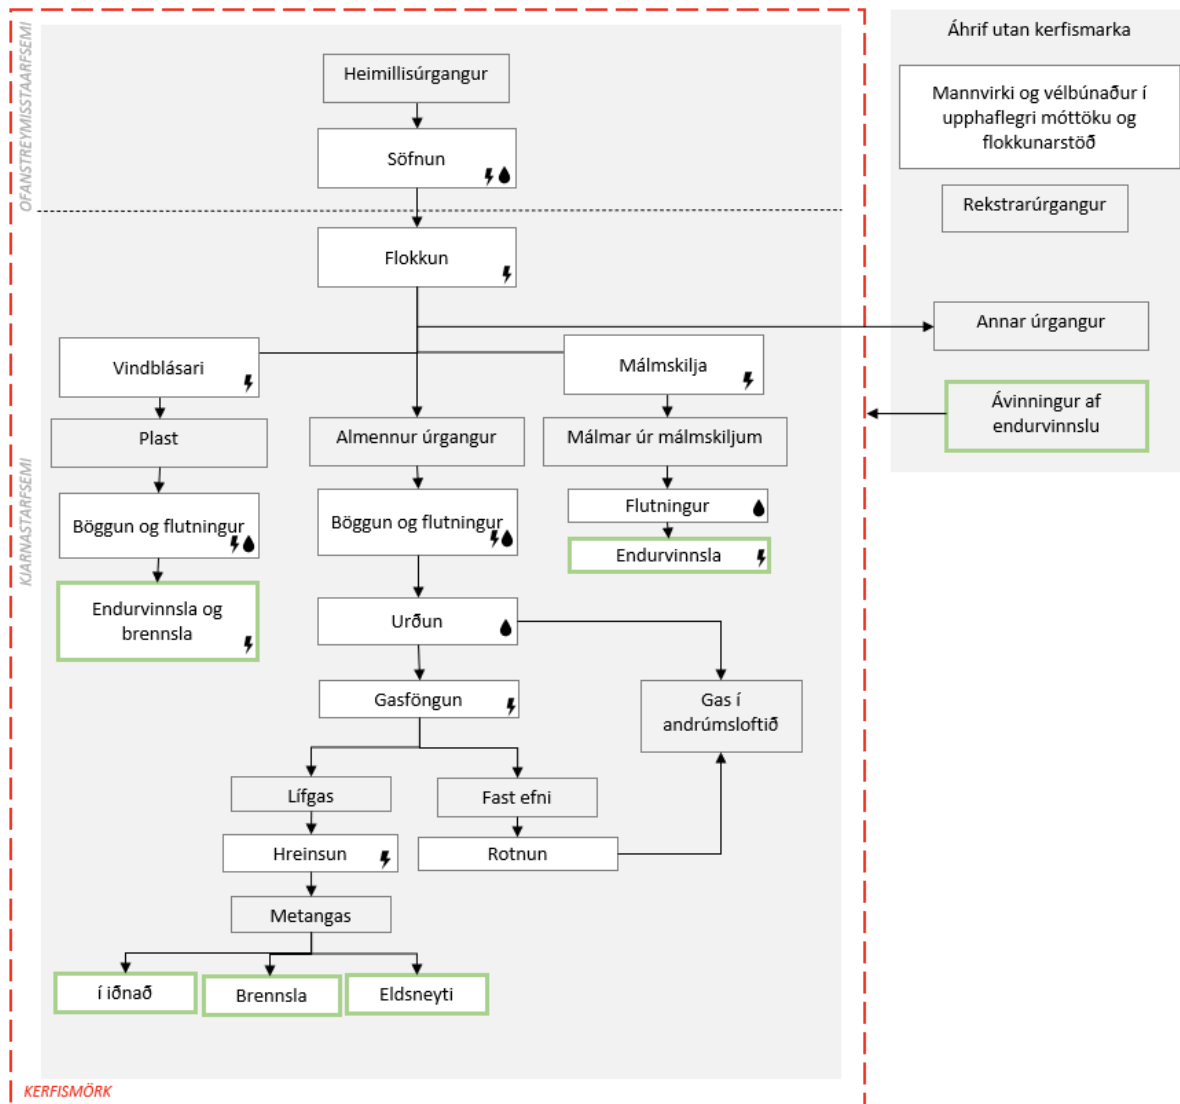 OFANSTREYMISSTAARFSEMI
Heimillisúrgangur
Söfnun
KJARNASTARFSEMI
Flokkun
Vindblásari
Málmskilja
Plast
Almennur úrgangur
Málmar úr málmskiljum
Böggun og flutningur
Böggun og flutningur
Flutningur
Endurvinnsla
Endurvinnsla og
brennsla
Urðun
Gasföngun
Gas í
andrúmsloftið
Lífgas
Fast efni
Hreinsun
Rotnun
Metangas
í iðnað
Brennsla
Eldsneyti
KERFISMÖRK
Áhrif utan kerfismarka
Mannvirki og vélbúnaður í
upphaflegri móttöku og
flokkunarstöð
Rekstrarúrgangur
Annar úrgangur
Ávinningur af
endurvinnslu